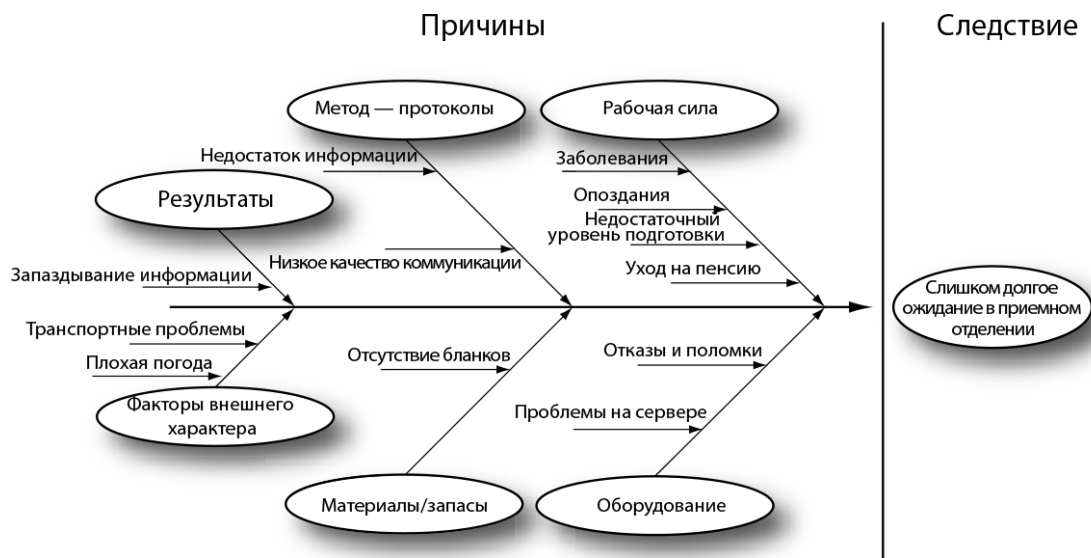 Причины
Следствие
Метод — протоколы
Рабочая сила
Недостаток информации
Заболевания
Результаты
Опоздания
Недостаточный
уровень подготовки
Низкое качество коммуникации
Уход на пенсию
Запаздывание информации
Слишком долгое
ожидание в приемном
отделении
Транспортные проблемы
Отсутствие бланков
Отказы и поломки
Плохая погода
Факторы внешнего
характера
Проблемы на сервере
Материалы/запасы
Оборудование